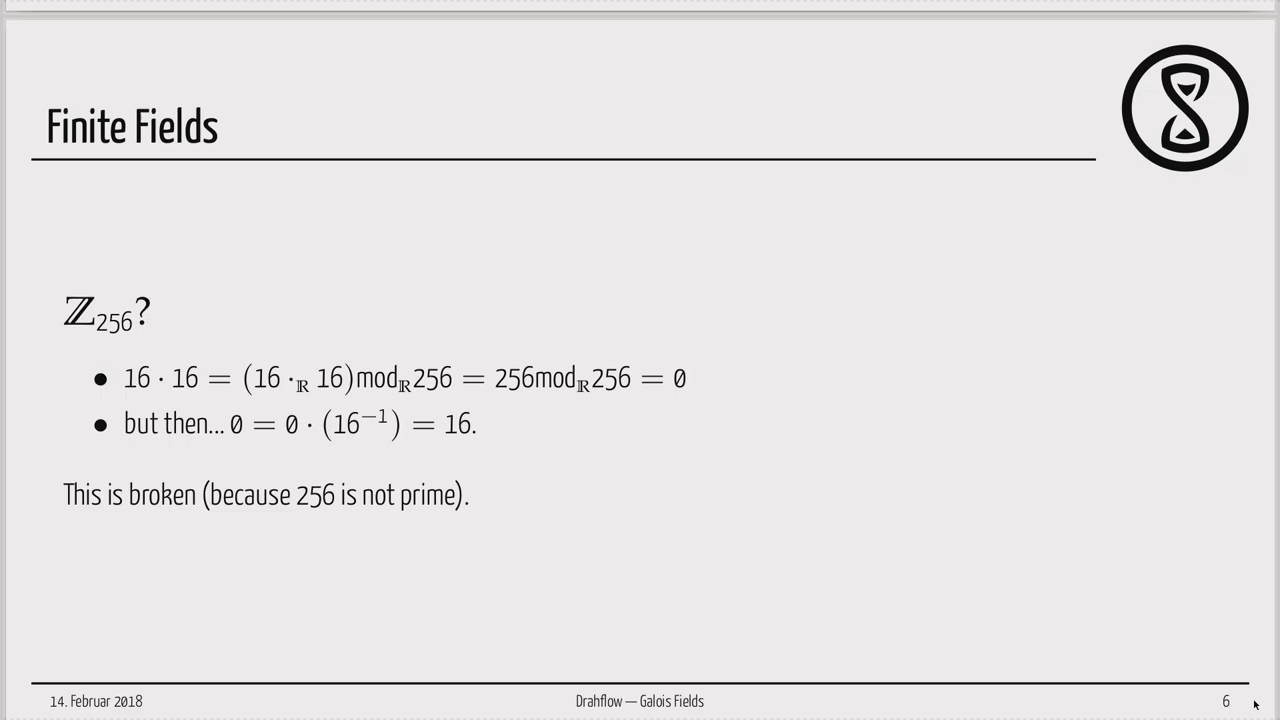 Finite Fields
ℤ₂₅₆?
● 16 · 16 = (16 ·ℝ 16)modℝ256 = 256modℝ256 = 0
● but then... 0 = 0 · (16⁻¹) = 16.
This is broken (because 256 is not prime).
14. Februar 2018 Drahflow — Galois Fields 6